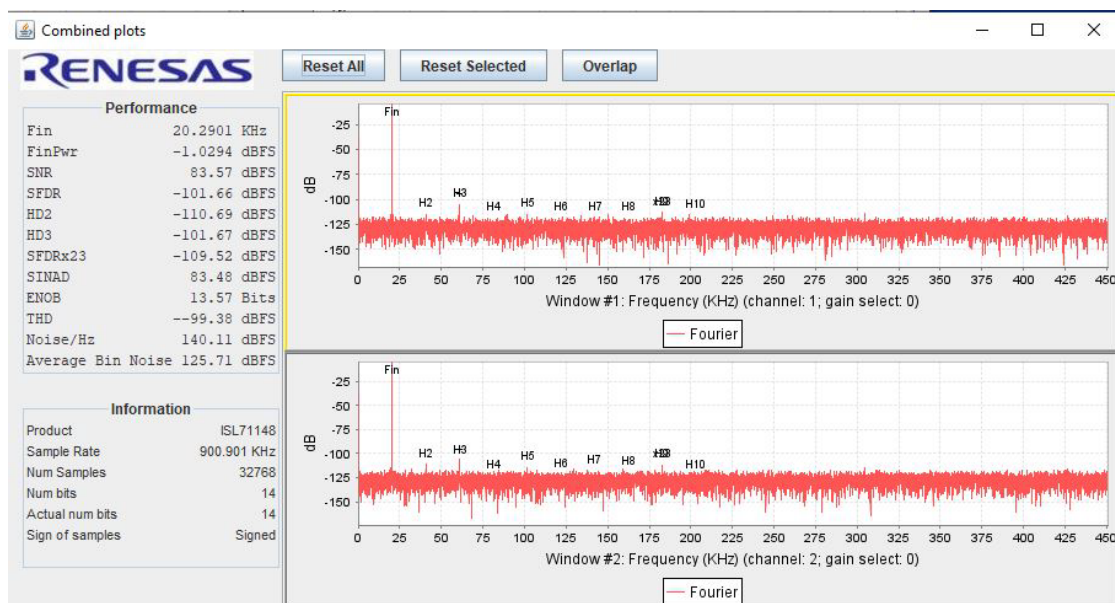 Combined plots
RENESAS
Reset All Reset Selected Overlap
Performance
Fin 20.2901 KHz
FinPwr -1.0294 dBFS
SNR 83.57 dBFS
SFDR -101.66 dBFS
HD2 -110.69 dBFS
HD3 -101.67 dBFS
SFDRx23 -109.52 dBFS
SINAD 83.48 dBFS
ENOB 13.57 Bits
THD --99.38 dBFS
Noise/Hz 140.11 dBFS
Average Bin Noise 125.71 dBFS
Information
Product ISL71148
Sample Rate 900.901 KHz
Num Samples 32768
Num bits 14
Actual num bits 14
Sign of samples Signed
Fin
-25
-50
-75
-100
-125
-150
dB
H2 H3 H4 H5 H6 H7 H8 H10
0 25 50 75 100 125 150 175 200 225 250 275 300 325 350 375 400 425 450
Window #1: Frequency (KHz) (channel: 1; gain select: 0)
Fourier
Fin
-25
-50
-75
-100
-125
-150
dB
H2 H3 H4 H5 H6 H7 H8 H10
0 25 50 75 100 125 150 175 200 225 250 275 300 325 350 375 400 425 450
Window #2: Frequency (KHz) (channel: 2; gain select: 0)
Fourier